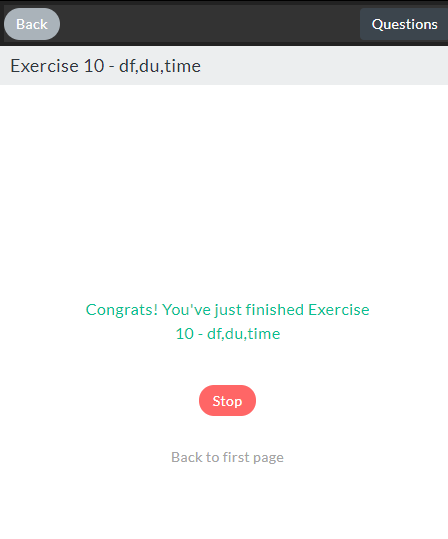 Back
Questions
Exercise 10 - df,du,time
Congrats! You've just finished Exercise
10 - df,du,time
Stop
Back to first page